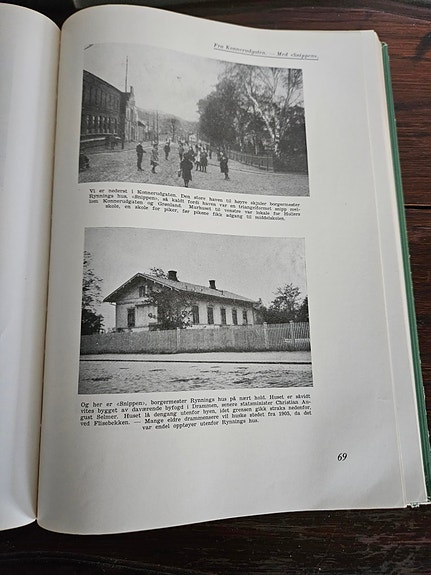 Fra Konnerudgaten. — Med «Snippen».
Vi er nederst i Konnerudgaten. Den store haven til høyre skjuler borgermester
Rynnings hus, «Snippen», så kaldt fordi haven var en triangelformet snipp mel-
lom Konnerudgaten og Grønland. Murhuset til venstre var lokale for Holters
skole, en skole for piker, før pikene fikk adgang til middelskolen.
Og her er «Snippen», borgermester Rynnings hus på nært hold. Huset er såvidt
vites bygget av daværende byfogd i Drammen, senere statsminister Christian Au-
gust Selmer. Huset lå dengang utenfor byen, idet grensen gikk straks nedenfor,
ved Flisebekken. — Mange eldre drammensere vil huske stedet fra 1905, da det
var endel opptøyer utenfor Rynnings hus.
69